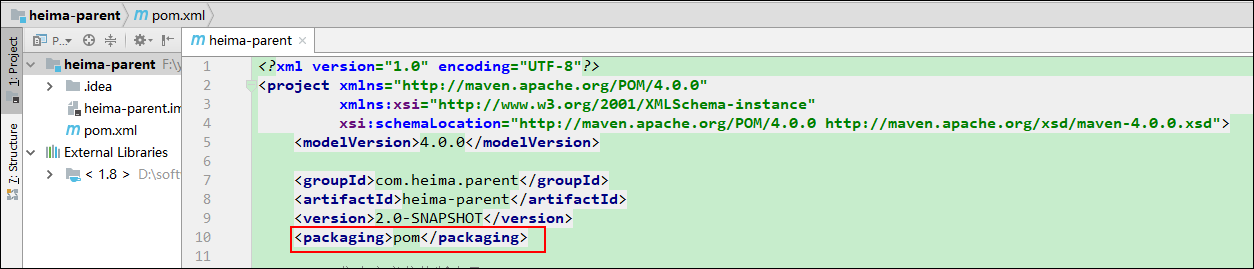 heima-parent pom.xml
1: Project
7: Structure
P...
heima-parent F:\
.idea
heima-parent.im
pom.xml
External Libraries
< 1.8 > D:\soft
heima-parent
1 <?xml version="1.0" encoding="UTF-8"?>
2 <project xmlns="http://maven.apache.org/POM/4.0.0"
3 xmlns:xsi="http://www.w3.org/2001/XMLSchema-instance"
4 xsi:schemaLocation="http://maven.apache.org/POM/4.0.0 http://maven.apache.org/xsd/maven-4.0.0.xsd">
5 <modelVersion>4.0.0</modelVersion>
6
7 <groupId>com.heima.parent</groupId>
8 <artifactId>heima-parent</artifactId>
9 <version>2.0-SNAPSHOT</version>
10 <packaging>pom</packaging>
11